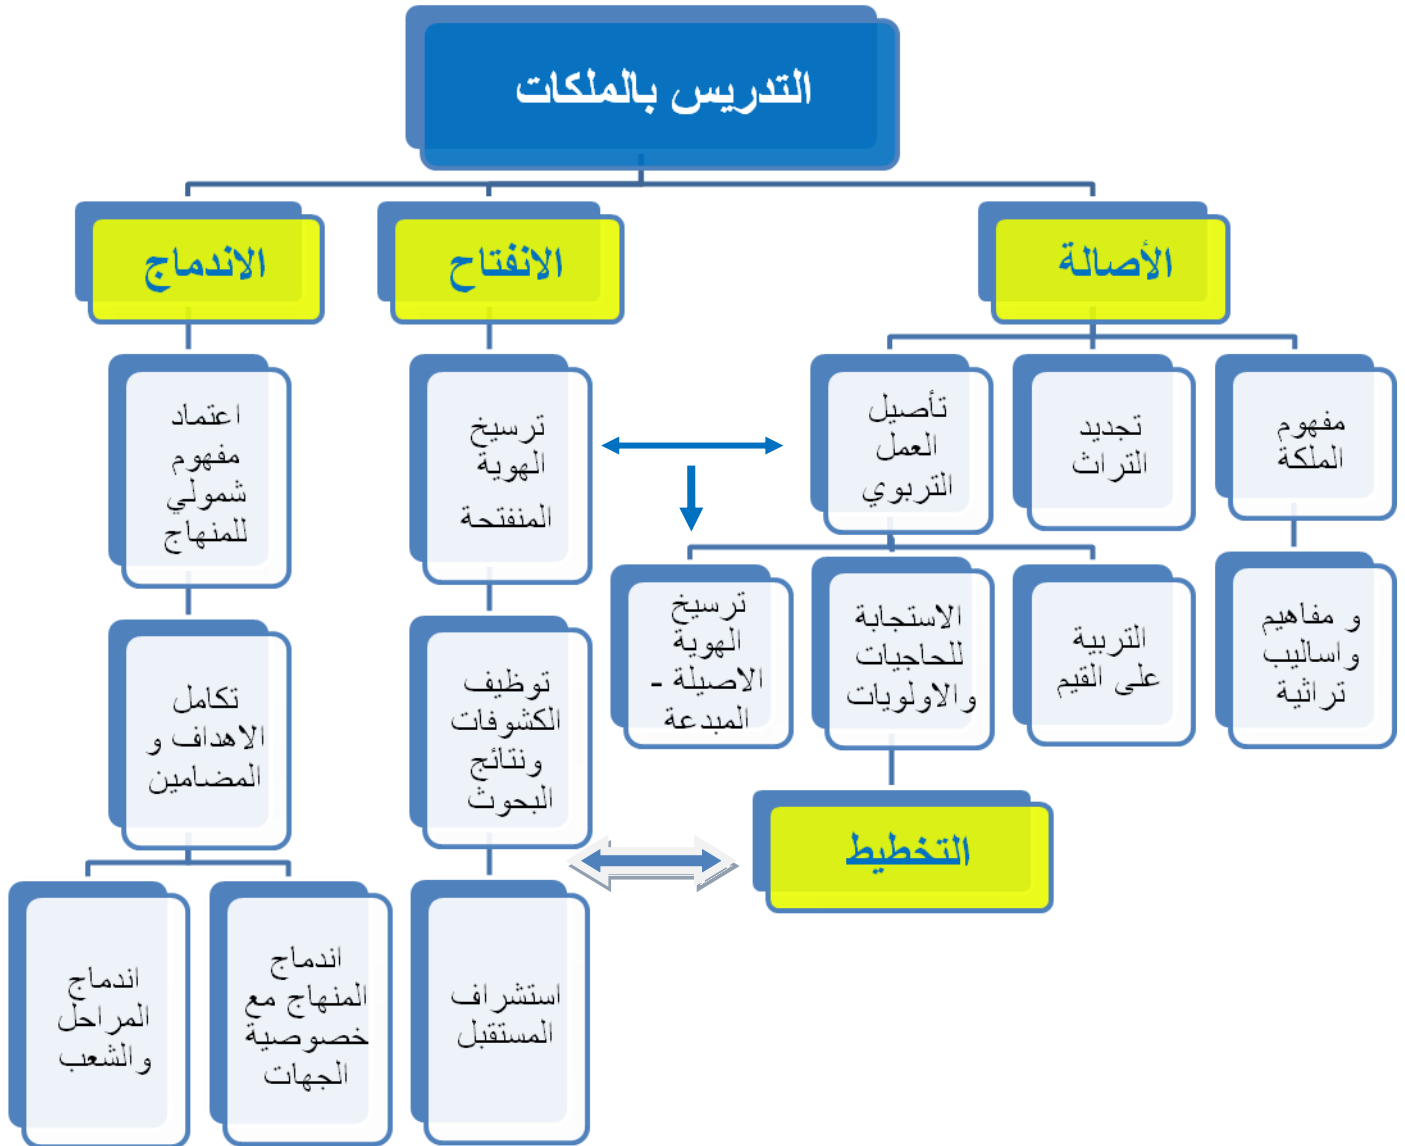 التدريس بالملكات
الأصالة
الانفتاح
الاندماج
مفهوم
الملكة
تجديد
التراث
تأصيل
العمل
التربوي
ترسيخ
الهوية
المنفتحة
اعتماد
مفهوم
شمولي
للمنهاج
و مفاهيم
واساليب
تراثية
التربية
على القيم
الاستجابة
للحاجيات
والاولويات
ترسيخ
الهوية
الاصيلة -
المبدعة
توظيف
الكشوفات
ونتائج
البحوث
تكامل
الاهداف و
المضامين
التخطيط
استشراف
المستقبل
اندماج
المنهاج مع
خصوصية
الجهات
اندماج
المراحل
والشعب